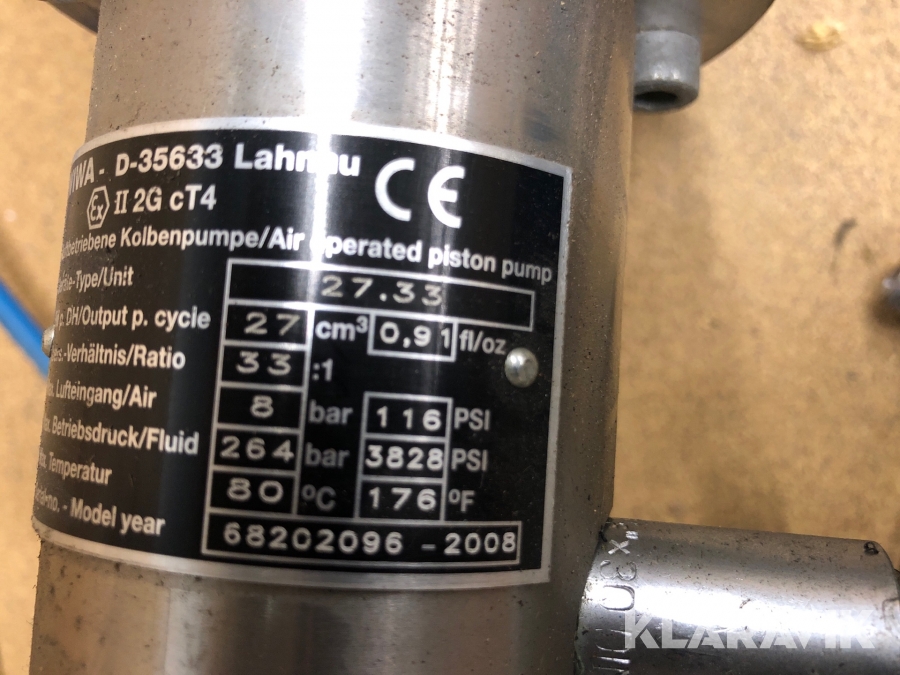 D-35633 Lahnau
CE
Ex II 2G cT4
Kolbenpumpe/Air operated piston pump
-Type/Unit 27.33
p. DH/Output p. cycle 27 cm³ 0,91 fl/oz
-Verhältnis/Ratio 33 :1
Lufteingang/Air 8 bar 116 PSI
Betriebsdruck/Fluid 264 bar 3828 PSI
Temperatur 80 °C 176 °F
- Model year 68202096 - 2008
KLARAVIK